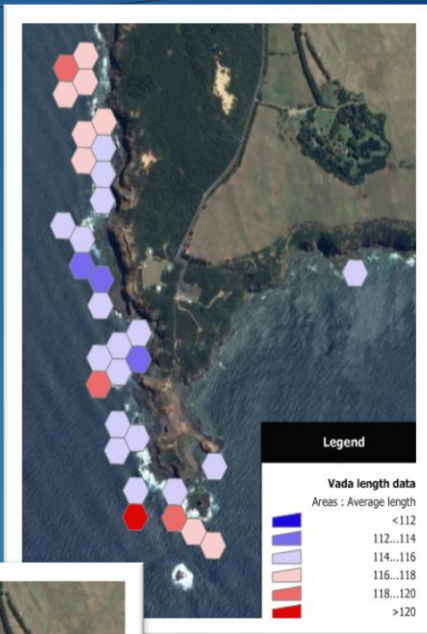 Legend
Vada length data
Areas : Average length
<112
112...114
114...116
116...118
118...120
>120